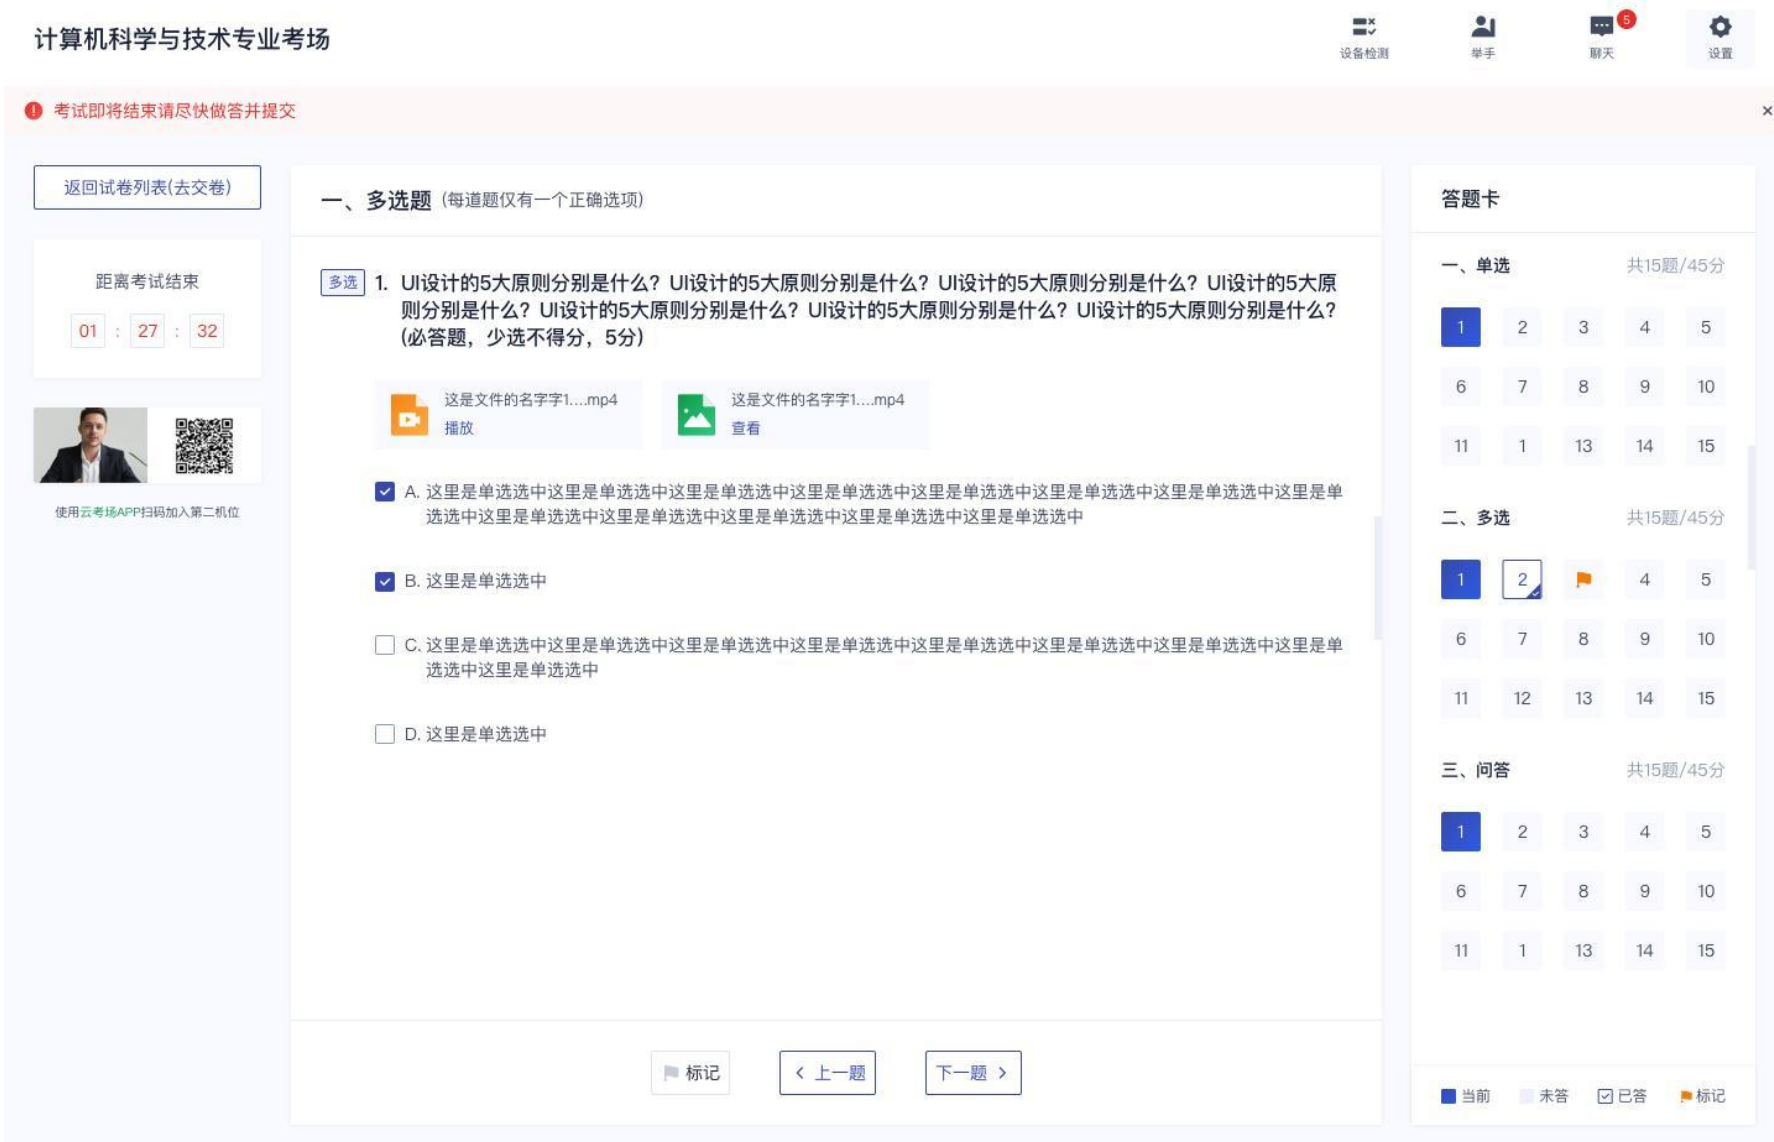 计算机科学与技术专业考场
设备检测
举手
5
聊天
设置
考试即将结束请尽快做答并提交
返回试卷列表(去交卷)
距离考试结束
01 : 27 : 32
使用云考场APP扫码加入第二机位
一、多选题 (每道题仅有一个正确选项)
多选 1. UI设计的5大原则分别是什么？UI设计的5大原则分别是什么？UI设计的5大原则分别是什么？UI设计的5大原
则分别是什么？UI设计的5大原则分别是什么？UI设计的5大原则分别是什么？UI设计的5大原则分别是什么？
(必答题，少选不得分，5分)
这是文件的名字字1....mp4
播放
这是文件的名字字1....mp4
查看
A. 这里是单选选中这里是单选选中这里是单选选中这里是单选选中这里是单选选中这里是单选选中这里是单选选中这里是单
选选中这里是单选选中这里是单选选中这里是单选选中这里是单选选中这里是单选选中
B. 这里是单选选中
C. 这里是单选选中这里是单选选中这里是单选选中这里是单选选中这里是单选选中这里是单选选中这里是单选选中这里是单
选选中这里是单选选中
D. 这里是单选选中
标记
上一题
下一题
答题卡
一、单选 共15题/45分
1 2 3 4 5
6 7 8 9 10
11 1 13 14 15
二、多选 共15题/45分
1 2 4 5
6 7 8 9 10
11 12 13 14 15
三、问答 共15题/45分
1 2 3 4 5
6 7 8 9 10
11 1 13 14 15
当前 未答 已答 标记